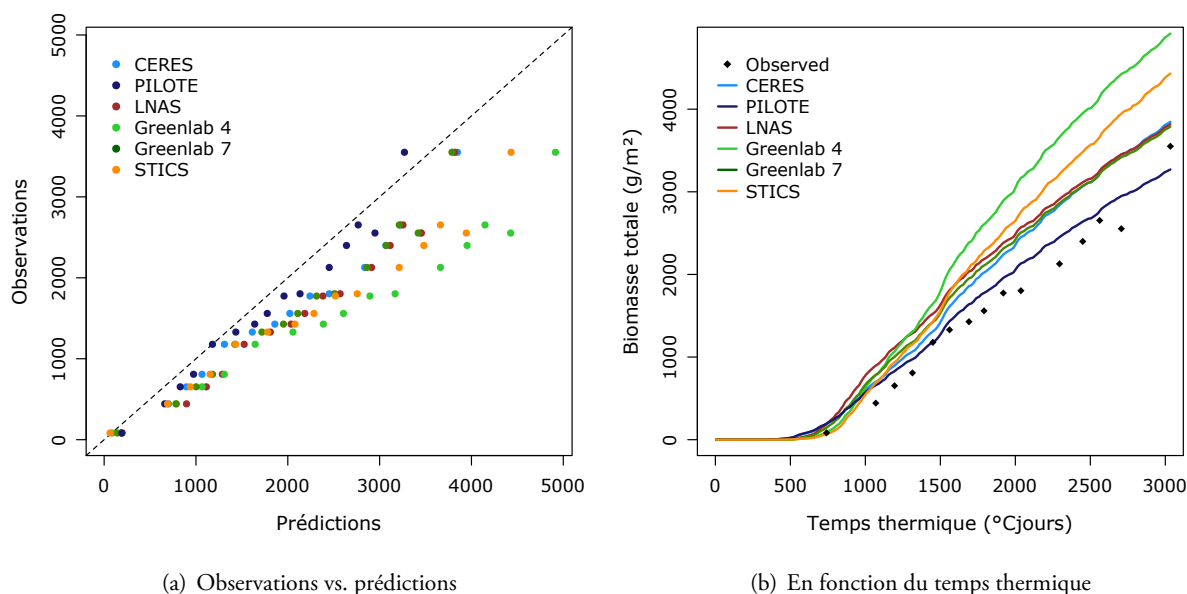 CERES
PILOTE
LNAS
Greenlab 4
Greenlab 7
STICS
Observations
0
1000
2000
3000
4000
5000
0
1000
2000
3000
4000
5000
Prédictions
(a) Observations vs. prédictions
Observed
CERES
PILOTE
LNAS
Greenlab 4
Greenlab 7
STICS
Biomasse totale (g/m²)
0
1000
2000
3000
4000
0
500
1000
1500
2000
2500
3000
Temps thermique (°Cjours)
(b) En fonction du temps thermique